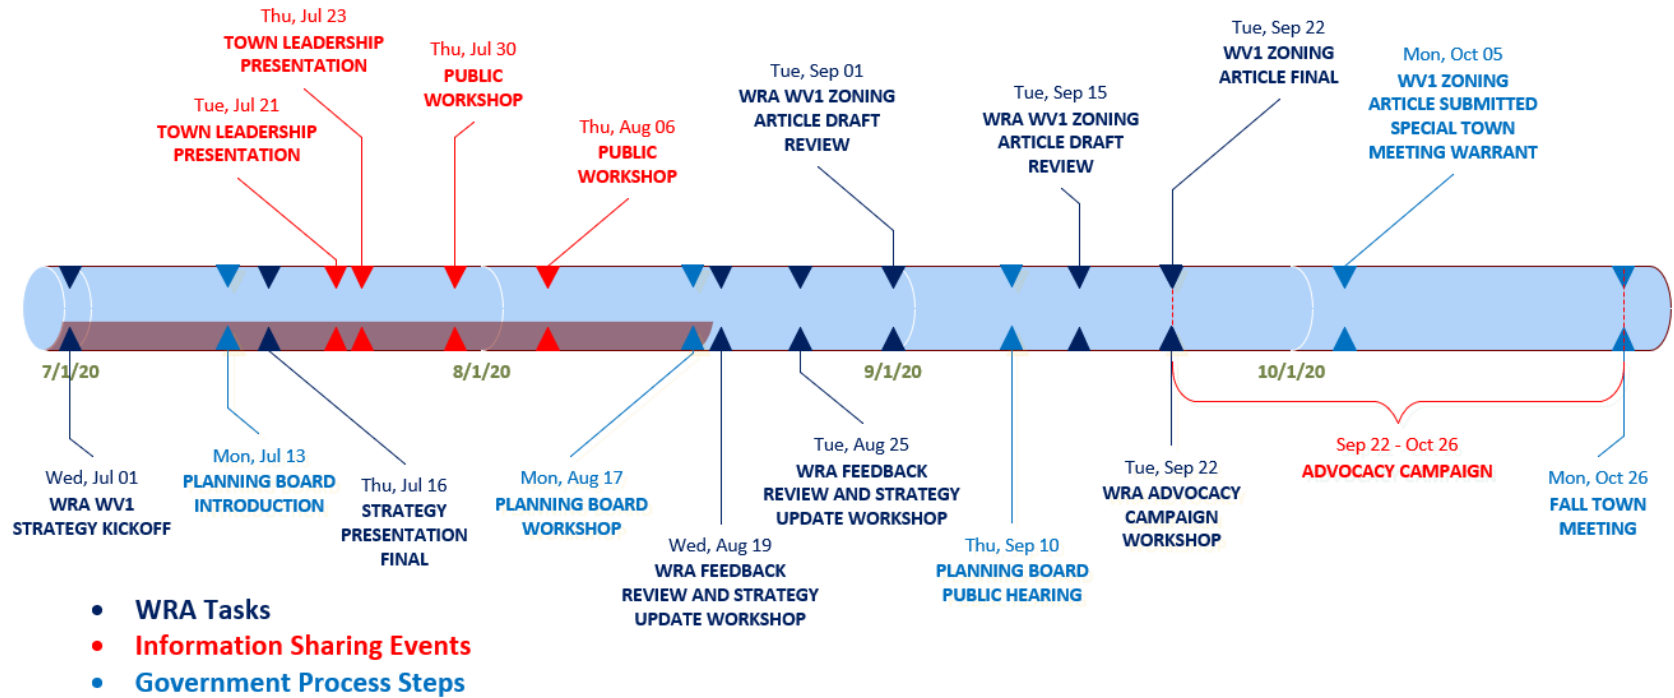 Thu, Jul 23
TOWN LEADERSHIP
PRESENTATION
Tue, Jul 21
TOWN LEADERSHIP
PRESENTATION
Thu, Jul 30
PUBLIC
WORKSHOP
Thu, Aug 06
PUBLIC
WORKSHOP
Tue, Sep 01
WRA WV1 ZONING
ARTICLE DRAFT
REVIEW
Tue, Sep 15
WRA WV1 ZONING
ARTICLE DRAFT
REVIEW
Tue, Sep 22
WV1 ZONING
ARTICLE FINAL
Mon, Oct 05
WV1 ZONING
ARTICLE SUBMITTED
SPECIAL TOWN
MEETING WARRANT
7/1/20
8/1/20
9/1/20
10/1/20
Wed, Jul 01
WRA WV1
STRATEGY KICKOFF
Mon, Jul 13
PLANNING BOARD
INTRODUCTION
Thu, Jul 16
STRATEGY
PRESENTATION
FINAL
Mon, Aug 17
PLANNING BOARD
WORKSHOP
Wed, Aug 19
WRA FEEDBACK
REVIEW AND STRATEGY
UPDATE WORKSHOP
Tue, Aug 25
WRA FEEDBACK
REVIEW AND STRATEGY
UPDATE WORKSHOP
Thu, Sep 10
PLANNING BOARD
PUBLIC HEARING
Tue, Sep 22
WRA ADVOCACY
CAMPAIGN
WORKSHOP
Sep 22 - Oct 26
ADVOCACY CAMPAIGN
Mon, Oct 26
FALL TOWN
MEETING
• WRA Tasks
• Information Sharing Events
• Government Process Steps